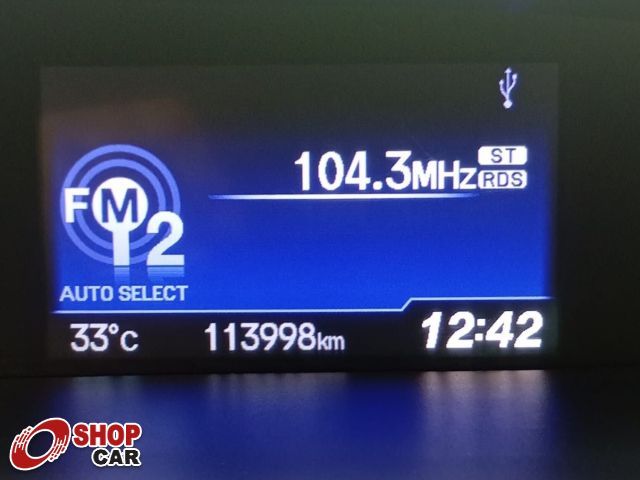 104.3MHz ST
RDS
FM
2
AUTO SELECT
33°C 113998km 12:42
SHOP
CAR